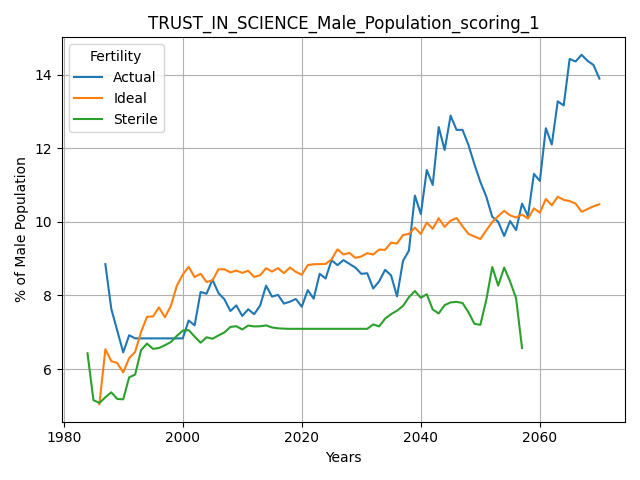 TRUST_IN_SCIENCE_Male_Population_scoring_1
Fertility
Actual
Ideal
Sterile
% of Male Population
14
12
10
8
6
1980 2000 2020 2040 2060
Years